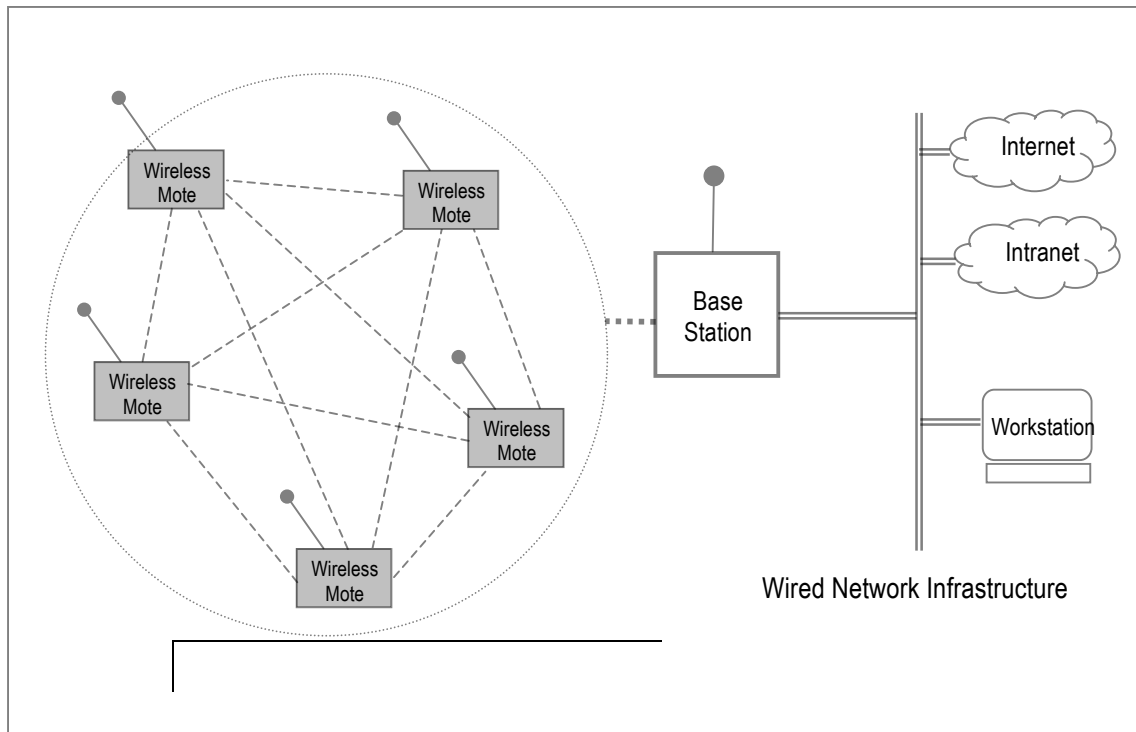 Wireless
Mote
Wireless
Mote
Wireless
Mote
Wireless
Mote
Wireless
Mote
Base
Station
Internet
Intranet
Workstation
Wired Network Infrastructure